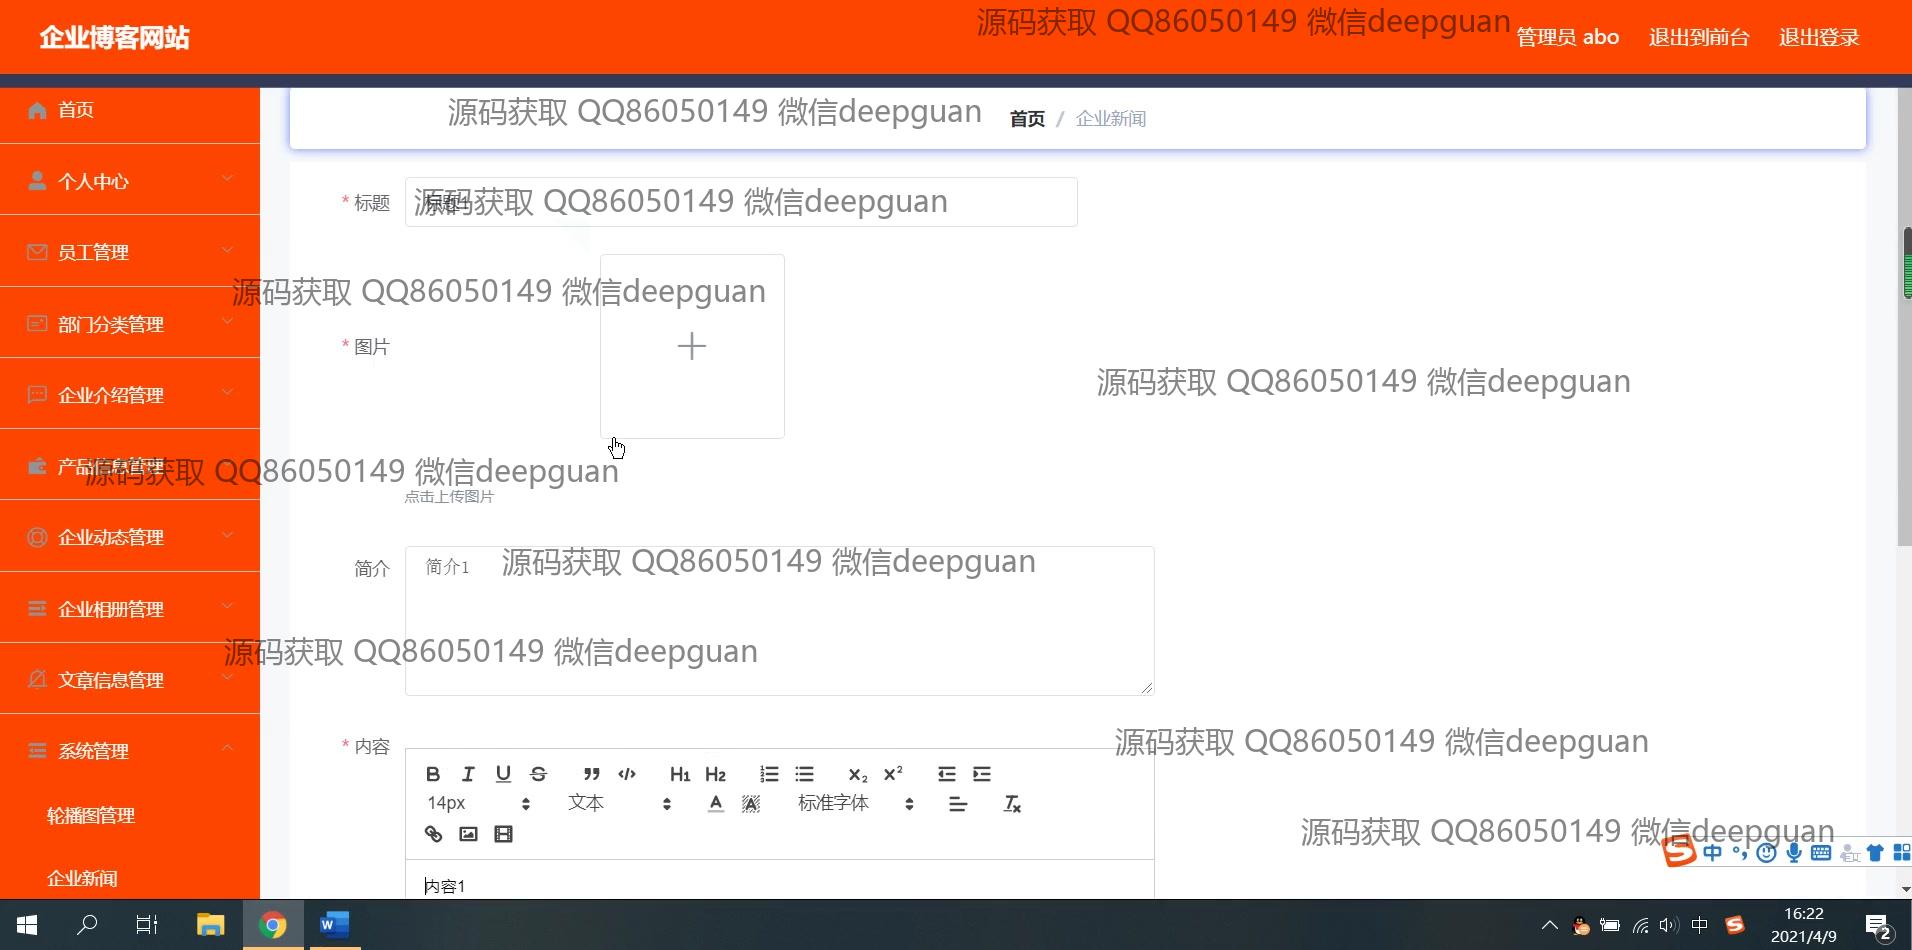 企业博客网站
源码获取 QQ86050149 微信deepguan
管理员 abo
退出到前台
退出登录
首页
源码获取 QQ86050149 微信deepguan
首页 / 企业新闻
个人中心
* 标题
标题1
源码获取 QQ86050149 微信deepguan
员工管理
源码获取 QQ86050149 微信deepguan
部门分类管理
* 图片
源码获取 QQ86050149 微信deepguan
企业介绍管理
产品信息管理
源码获取 QQ86050149 微信deepguan
点击上传图片
企业动态管理
简介
简介1
源码获取 QQ86050149 微信deepguan
企业相册管理
源码获取 QQ86050149 微信deepguan
文章信息管理
系统管理
* 内容
源码获取 QQ86050149 微信deepguan
B I U S H1 H2 X2 X2
14px 文本 A A 标准字体 Tx
轮播图管理
源码获取 QQ86050149 微信deepguan
S 中
企业新闻
内容1
W
中 S
16:22
2021/4/9
2